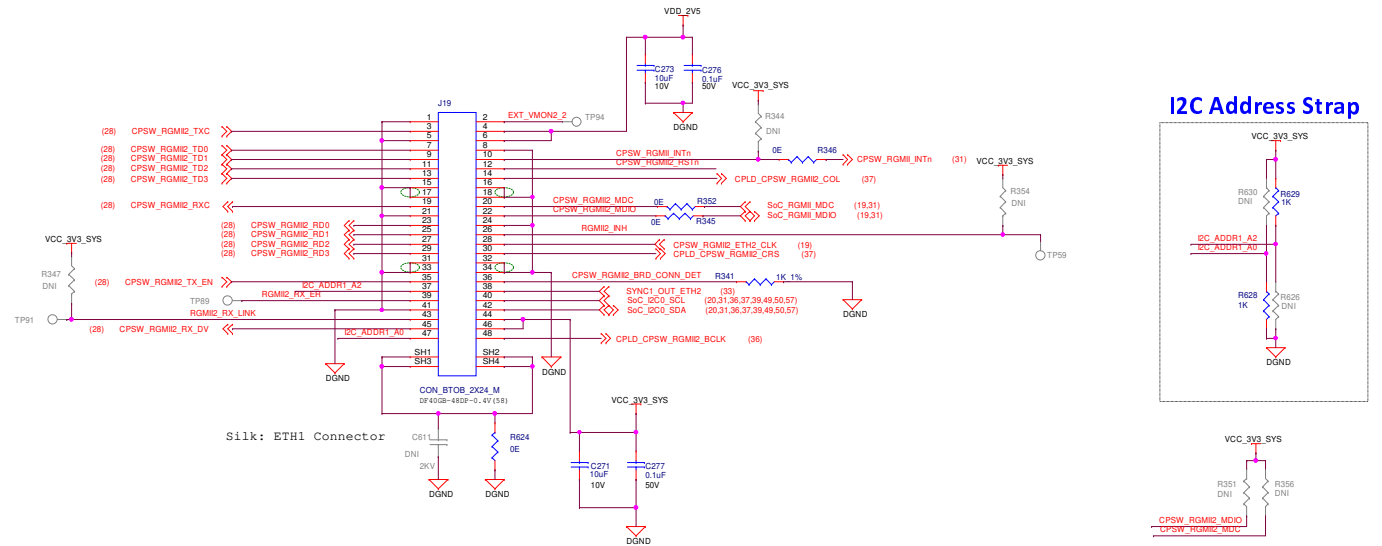 VDD_2V5
C273
10uF
10V
C276
0.1uF
50V
DGND
J19
EXT_VMON2_2
TP94
VCC_3V3_SYS
R344
DNI
I2C Address Strap
(28) CPSW_RGMII2_TXC
(28) CPSW_RGMII2_TD0
(28) CPSW_RGMII2_TD1
(28) CPSW_RGMII2_TD2
(28) CPSW_RGMII2_TD3
(28) CPSW_RGMII2_RXC
(28) CPSW_RGMII2_RD0
(28) CPSW_RGMII2_RD1
(28) CPSW_RGMII2_RD2
(28) CPSW_RGMII2_RD3
VCC_3V3_SYS
R347
DNI
(28) CPSW_RGMII2_TX_EN
I2C_ADDR1_A2
TP89
RGMII2_RX_ER
TP91
RGMII2_RX_LINK
(28) CPSW_RGMII2_RX_DV
I2C_ADDR1_A0
1 2
3 4
5 6
7 8
9 10
11 12
13 14
15 16
17 18
19 20
21 22
23 24
25 26
27 28
29 30
31 32
33 34
35 36
37 38
39 40
41 42
43 44
45 46
47 48
SH1 SH2
SH3 SH4
CPSW_RGMII_INTn
0E R346
CPSW_RGMII_INTn (31)
CPSW_RGMII2_RSTn
CPLD_CPSW_RGMII2_COL (37)
VCC_3V3_SYS
R354
DNI
CPSW_RGMII2_MDC
0E R352
SoC_RGMII_MDC (19,31)
CPSW_RGMII2_MDIO
0E R345
SoC_RGMII_MDIO (19,31)
RGMII2_INH
TP59
CPSW_RGMII2_ETH2_CLK (19)
CPLD_CPSW_RGMII2_CRS (37)
CPSW_RGMII2_BRD_CONN_DET
R341 1K 1%
DGND
SYNC1_OUT_ETH2 (33)
SoC_I2C0_SCL (20,31,36,37,39,49,50,57)
SoC_I2C0_SDA (20,31,36,37,39,49,50,57)
CPLD_CPSW_RGMII2_BCLK (36)
DGND
DGND
CON_BTOB_2X24_M
DF40GB-48DP-0.4V(58)
Silk: ETH1 Connector
C611
DNI
2KV
DGND
R624
0E
DGND
VCC_3V3_SYS
C271
10uF
10V
C277
0.1uF
50V
DGND
VCC_3V3_SYS
R630
DNI
R629
1K
I2C_ADDR1_A2
I2C_ADDR1_A0
R628
1K
R626
DNI
DGND
VCC_3V3_SYS
R351
DNI
R356
DNI
CPSW_RGMII2_MDIO
CPSW_RGMII2_MDC